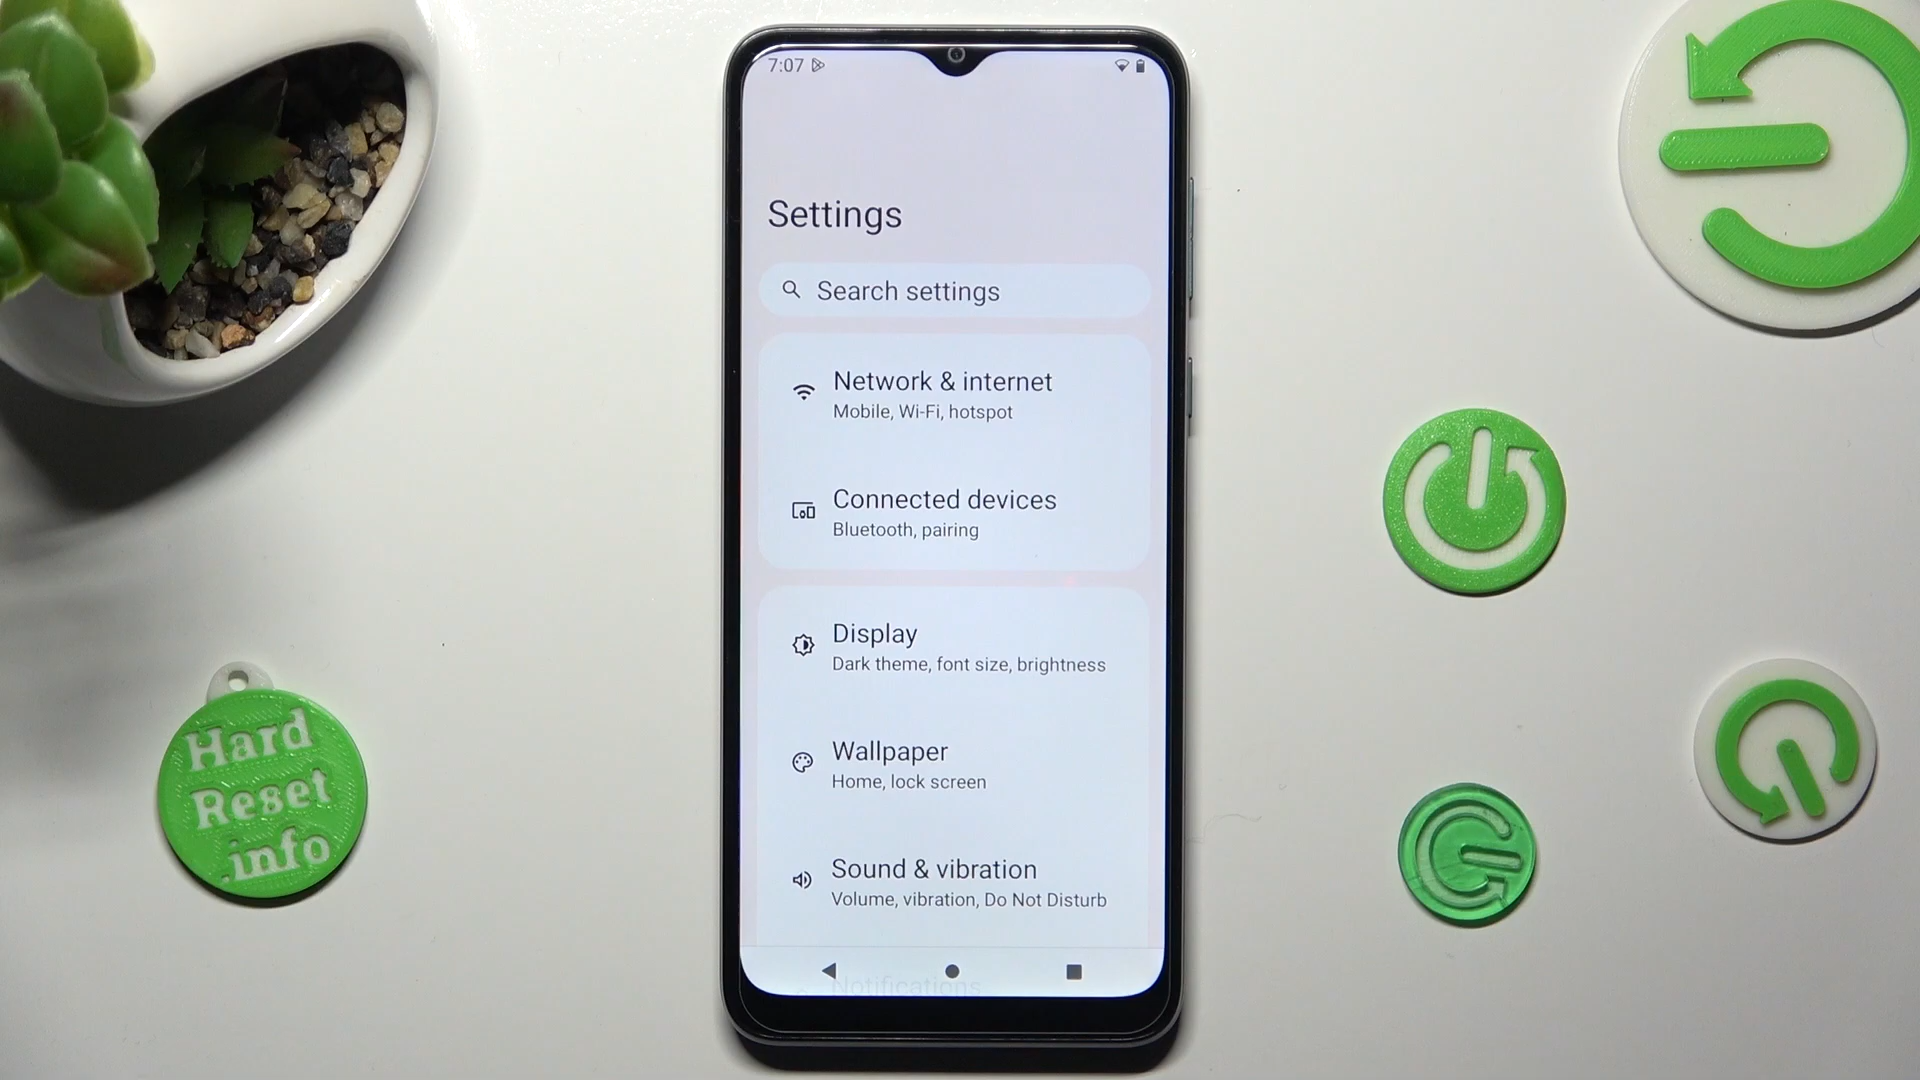 7:07
Settings
Search settings
Network & internet
Mobile, Wi-Fi, hotspot
Connected devices
Bluetooth, pairing
Display
Dark theme, font size, brightness
Wallpaper
Home, lock screen
Sound & vibration
Volume, vibration, Do Not Disturb
Notifications
Hard
Reset
.info